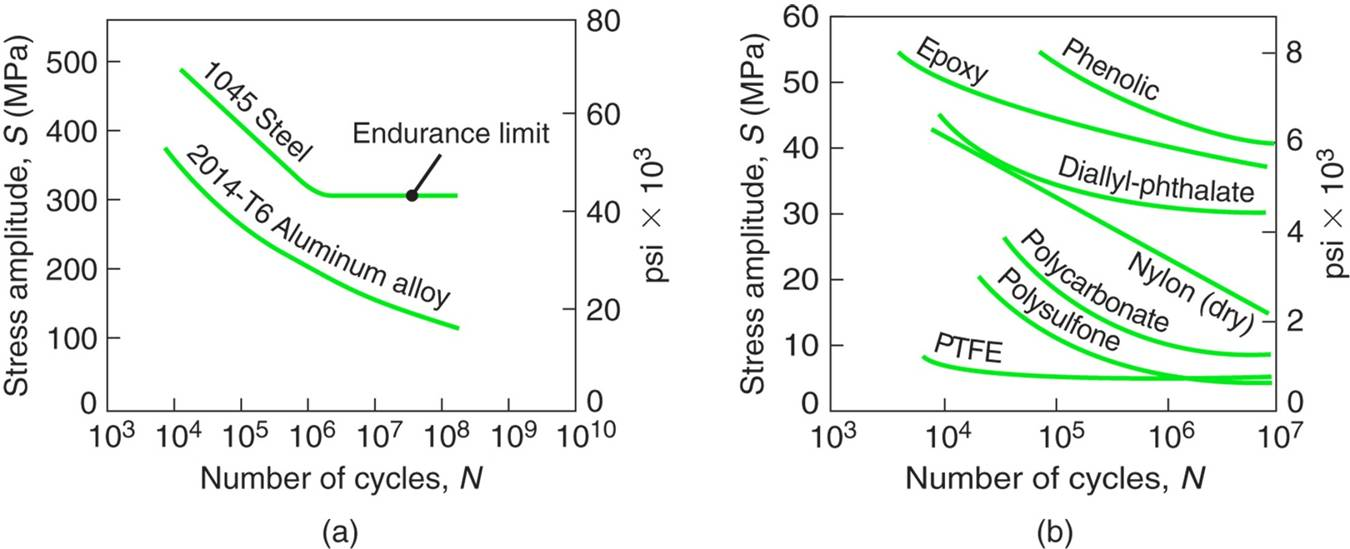 Stress amplitude, S (MPa)
500
400
300
200
100
0
1045 Steel
2014-T6 Aluminum alloy
Endurance limit
80
60
40
20
0
psi × 10³
10³ 10⁴ 10⁵ 10⁶ 10⁷ 10⁸ 10⁹ 10¹⁰
Number of cycles, N
(a)
Stress amplitude, S (MPa)
60
50
40
30
20
10
0
Epoxy
Phenolic
Diallyl-phthalate
Nylon (dry)
Polycarbonate
Polysulfone
PTFE
8
6
4
2
0
psi × 10³
10³ 10⁴ 10⁵ 10⁶ 10⁷
Number of cycles, N
(b)